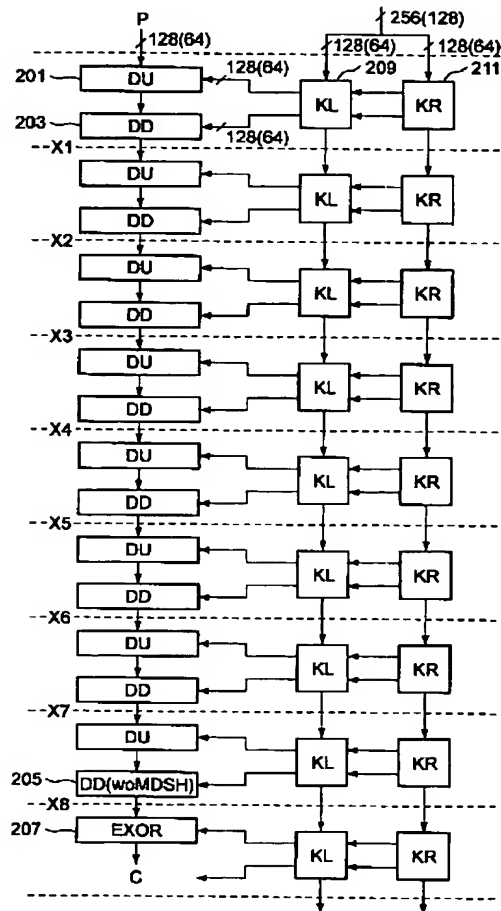 P 256(128)
128(64) 128(64) 128(64)
201 DU 128(64) 209 211
KL KR
203 DD 128(64)
X1
DU
KL KR
DD
X2
DU
KL KR
DD
X3
DU
KL KR
DD
X4
DU
KL KR
DD
X5
DU
KL KR
DD
X6
DU
KL KR
DD
X7
DU
KL KR
205 DD(woMDSH)
X8
207 EXOR
KL KR
C